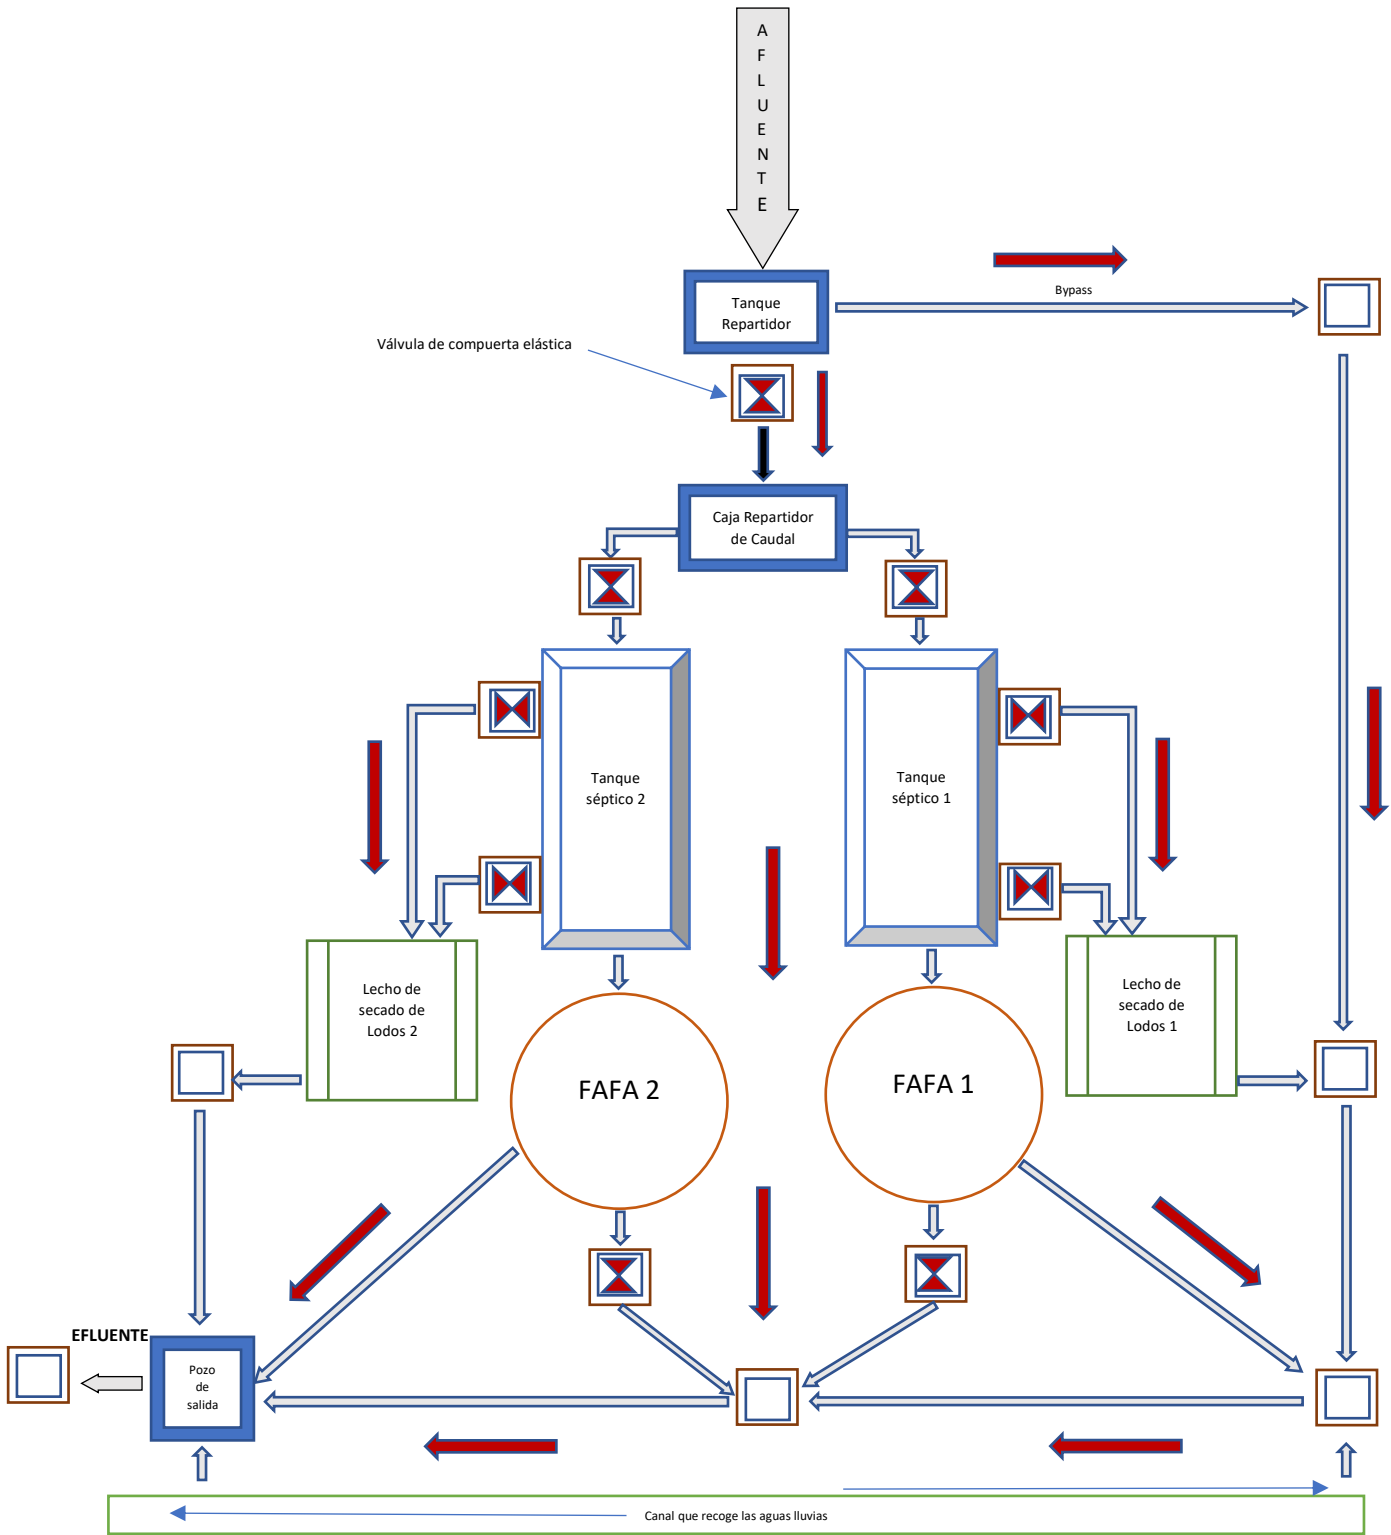 A
F
L
U
E
N
T
E
Tanque
Repartidor
Bypass
Válvula de compuerta elástica
Caja Repartidor
de Caudal
Tanque
séptico 2
Tanque
séptico 1
Lecho de
secado de
Lodos 2
Lecho de
secado de
Lodos 1
FAFA 2
FAFA 1
EFLUENTE
Pozo
de
salida
Canal que recoge las aguas lluvias